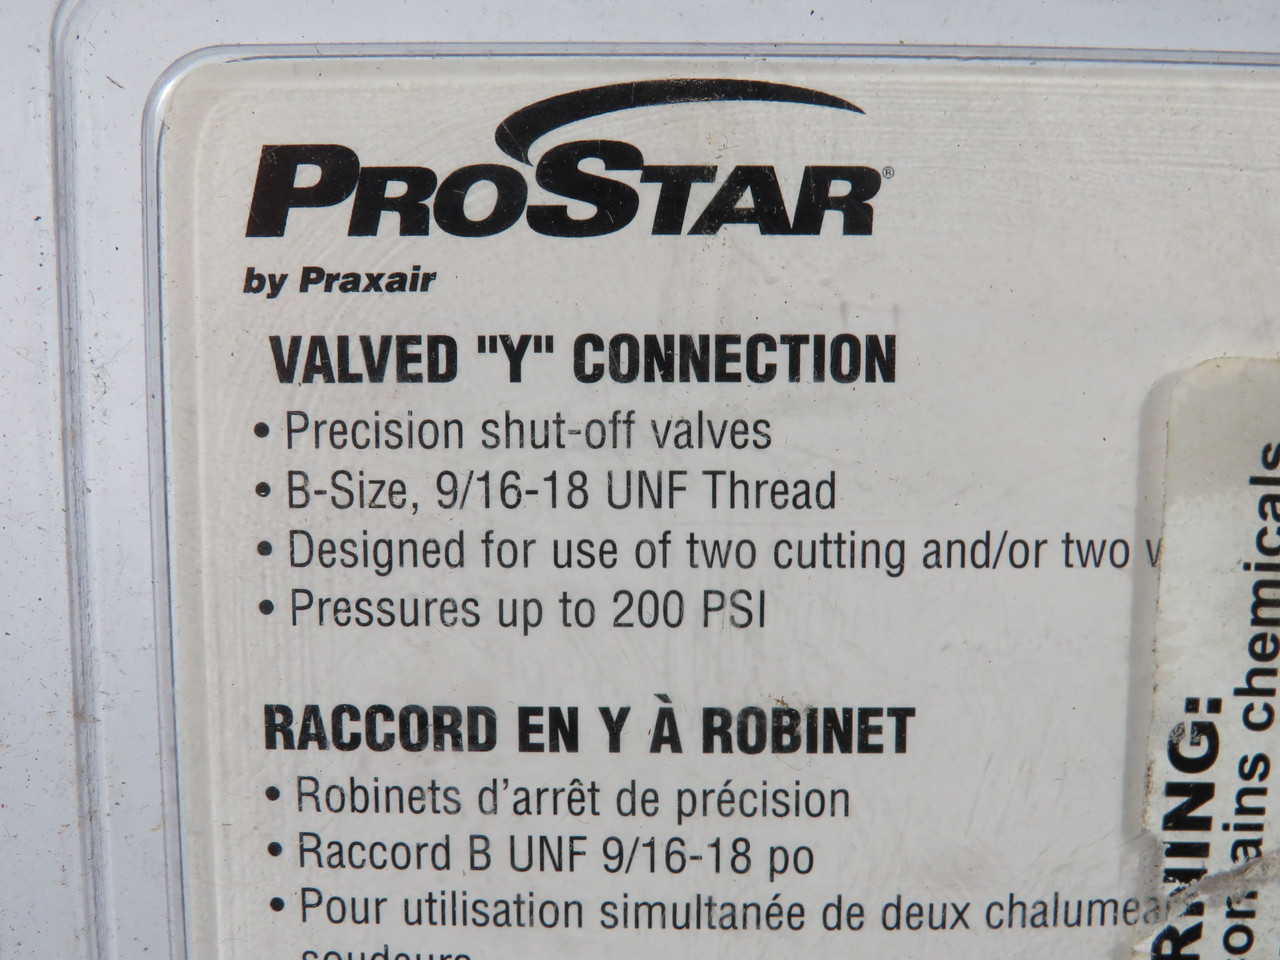 PROSTAR®
by Praxair
VALVED "Y" CONNECTION
• Precision shut-off valves
• B-Size, 9/16-18 UNF Thread
• Designed for use of two cutting and/or two
• Pressures up to 200 PSI
RACCORD EN Y À ROBINET
• Robinets d'arrêt de précision
• Raccord B UNF 9/16-18 po
• Pour utilisation simultanée de deux
chemicals